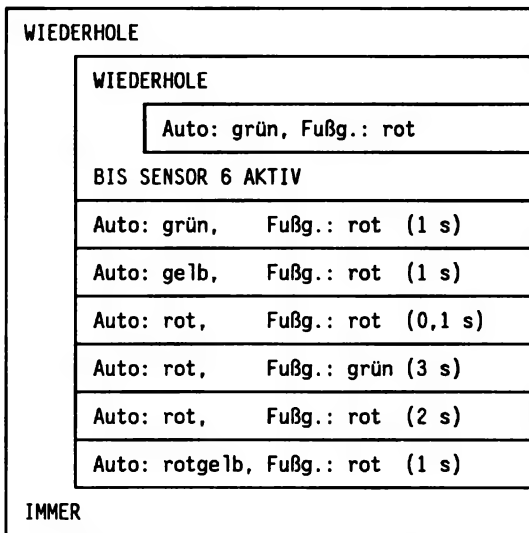 WIEDERHOLE
WIEDERHOLE
Auto: grün, Fußg.: rot
BIS SENSOR 6 AKTIV
Auto: grün, Fußg.: rot (1 s)
Auto: gelb, Fußg.: rot (1 s)
Auto: rot, Fußg.: rot (0,1 s)
Auto: rot, Fußg.: grün (3 s)
Auto: rot, Fußg.: rot (2 s)
Auto: rotgelb, Fußg.: rot (1 s)
IMMER